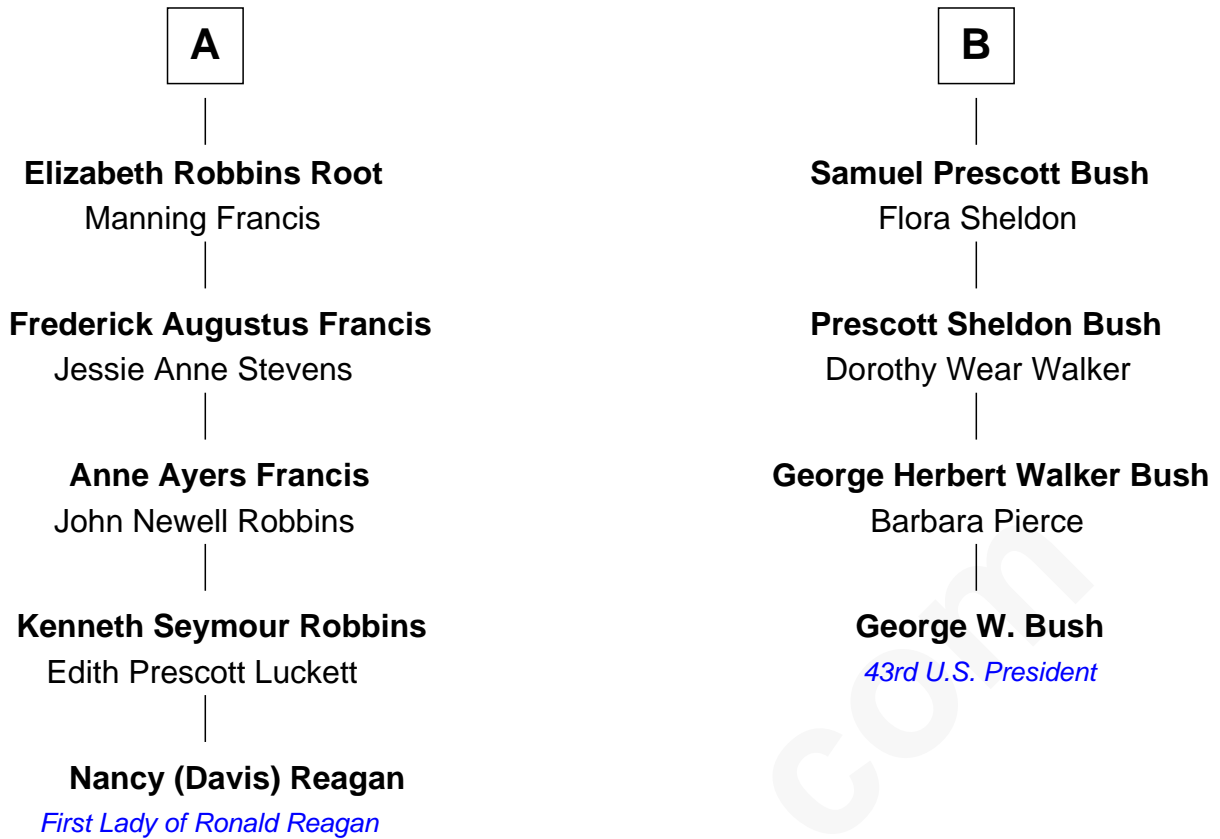 A
Elizabeth Robbins Root
Manning Francis
Frederick Augustus Francis
Jessie Anne Stevens
Anne Ayers Francis
John Newell Robbins
Kenneth Seymour Robbins
Edith Prescott Luckett
Nancy (Davis) Reagan
First Lady of Ronald Reagan
B
Samuel Prescott Bush
Flora Sheldon
Prescott Sheldon Bush
Dorothy Wear Walker
George Herbert Walker Bush
Barbara Pierce
George W. Bush
43rd U.S. President
com